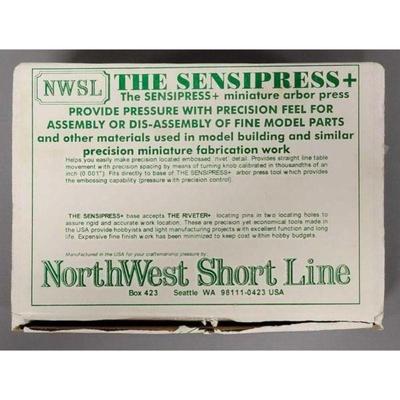 NWSL THE SENSIPRESS+
The SENSIPRESS+ miniature arbor press
PROVIDE PRESSURE WITH PRECISION FEEL FOR
ASSEMBLY OR DIS-ASSEMBLY OF FINE MODEL PARTS
and other materials used in model building and similar
precision miniature fabrication work
Helps you easily make precision located embossed 'rivet' detail. Provides straight line table
movement with precision spacing by means of turning knob calibrated in thousandths of an
inch (0.001"). Fits directly to base of THE SENSIPRESS+ arbor press tool which provides
the embossing capability (pressure with precision control).
THE SENSIPRESS+ base accepts THE RIVETER+ locating pins in two locating holes to
assure rigid and accurate work location. These are precision yet economical tools made in
the USA provide hobbyists and light manufacturing projects with excellent function and long
life. Expensive fine finish work has been minimized to keep cost within hobby budgets.
Manufactured in the USA for your craftsmanship pleasure by:
NorthWest Short Line
Box 423 Seattle WA 98111-0423 USA